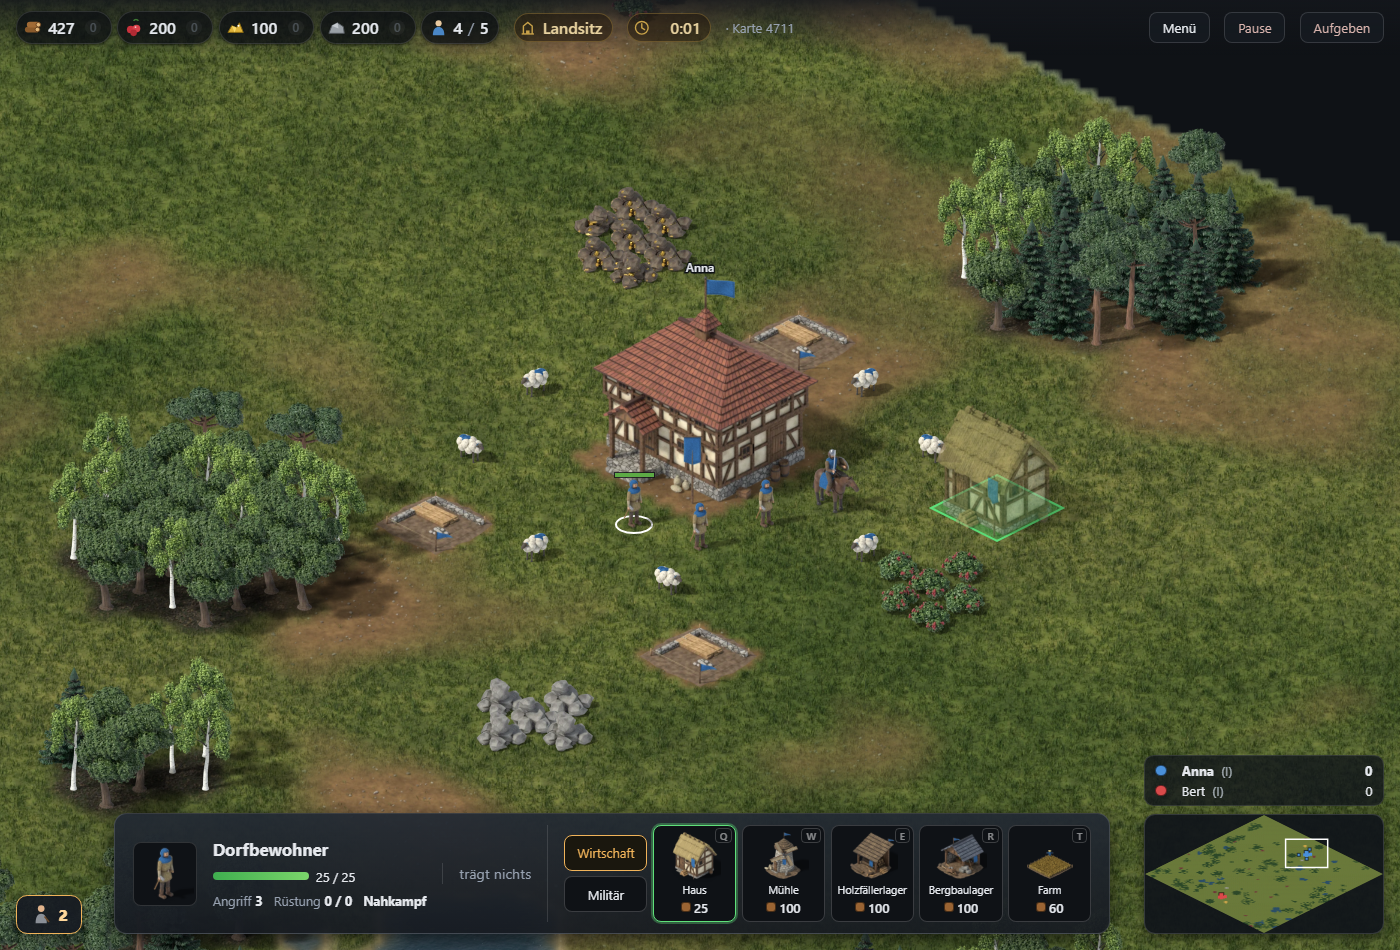 427 0 200 0 100 0 200 0 4 / 5 Landsitz 0:01 · Karte 4711 Menü Pause Aufgeben
Anna
Anna (I) 0
Bert (I) 0
Dorfbewohner
25 / 25
Angriff 3 Rüstung 0 / 0 Nahkampf
trägt nichts
Wirtschaft
Militär
Q
Haus
25
W
Mühle
100
E
Holzfällerlager
100
R
Bergbaulager
100
T
Farm
60
2